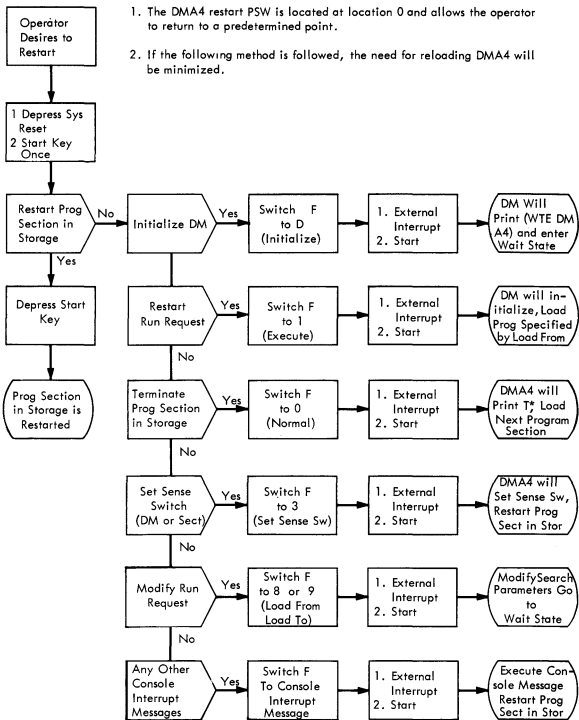 1. The DMA4 restart PSW is located at location 0 and allows the operator
to return to a predetermined point.
2. If the following method is followed, the need for reloading DMA4 will
be minimized.
Operator
Desires to
Restart
1 Depress Sys
Reset
2 Start Key
Once
Restart Prog
Section in
Storage
No
Yes
Depress Start
Key
Prog Section
in Storage is
Restarted
Initialize DM
Yes
Switch F
to D
(Initialize)
1. External
Interrupt
2. Start
DM Will
Print (WTE DM
A4) and enter
Wait State
Restart
Run Request
Yes
Switch F
to 1
(Execute)
1. External
Interrupt
2. Start
DM will in-
itialize, Load
Prog Specified
by Load From
No
Terminate
Prog Section
in Storage
Yes
Switch F
to 0
(Normal)
1. External
Interrupt
2. Start
DMA4 will
Print T* Load
Next Program
Section
No
Set Sense
Switch
(DM or Sect)
Yes
Switch F
to 3
(Set Sense Sw)
1. External
Interrupt
2. Start
DMA4 will
Set Sense Sw,
Restart Prog
Sect in Stor
No
Modify Run
Request
Yes
Switch F
to 8 or 9
(Load From
Load To)
1. External
Interrupt
2. Start
ModifySearch
Parameters Go
to
Wait State
No
Any Other
Console
Interrupt
Messages
Yes
Switch F
To Console
Interrupt
Message
1. External
Interrupt
2. Start
Execute Con-
sole Message
Restart Prog
Sect in Stor